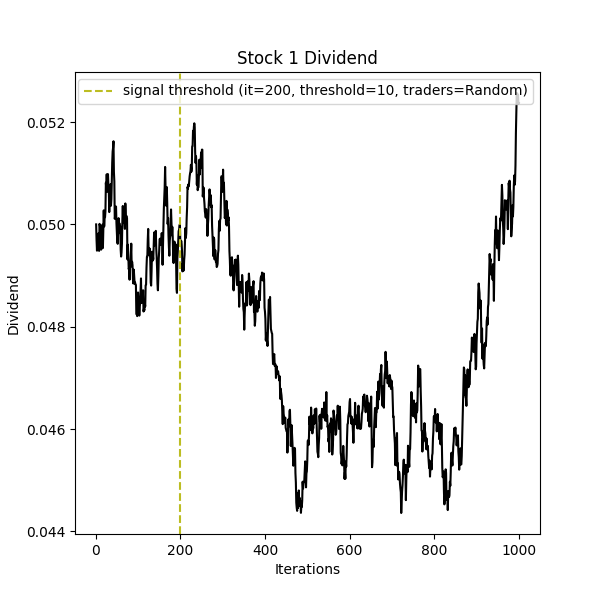 Stock 1 Dividend
signal threshold (it=200, threshold=10, traders=Random)
0.052
0.050
0.048
0.046
0.044
Dividend
0 200 400 600 800 1000
Iterations